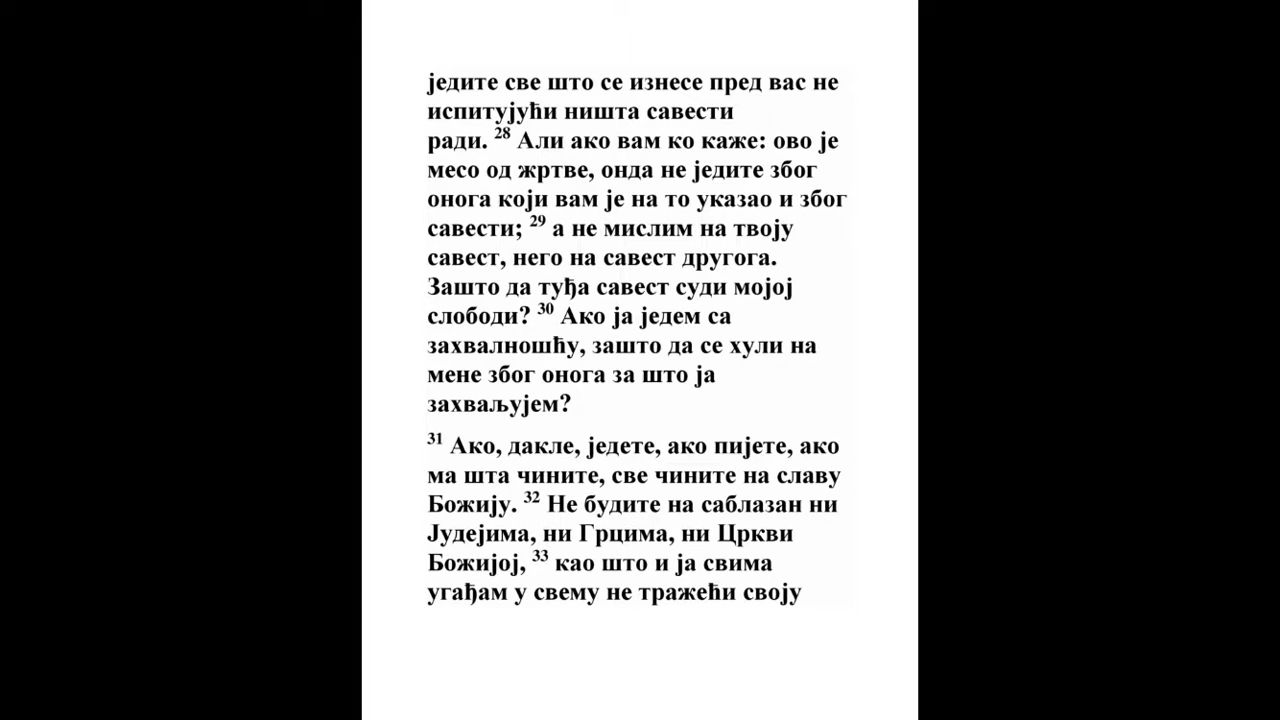 једите све што се изнесе пред вас не
испитујући ништа савести
ради. 28 Али ако вам ко каже: ово је
месо од жртве, онда не једите због
онога који вам је на то указао и због
савести; 29 а не мислим на твоју
савест, него на савест другога.
Зашто да туђа савест суди мојој
слободи? 30 Ако ја једем са
захвалношћу, зашто да се хули на
мене због онога за што ја
захваљујем?
31 Ако, дакле, једете, ако пијете, ако
ма шта чините, све чините на славу
Божију. 32 Не будите на саблазан ни
Јудејима, ни Грцима, ни Цркви
Божијој, 33 као што и ја свима
угађам у свему не тражећи своју